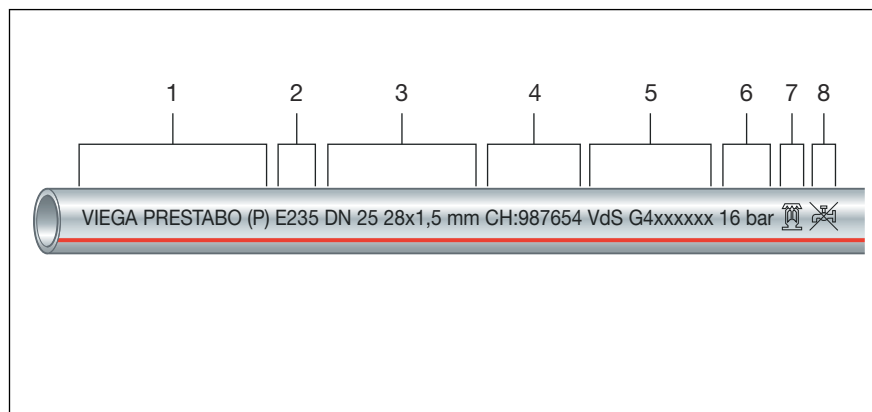 1 2 3 4 5 6 7 8
VIEGA PRESTABO (P) E235 DN 25 28x1,5 mm CH:987654 VdS G4xxxxxx 16 bar